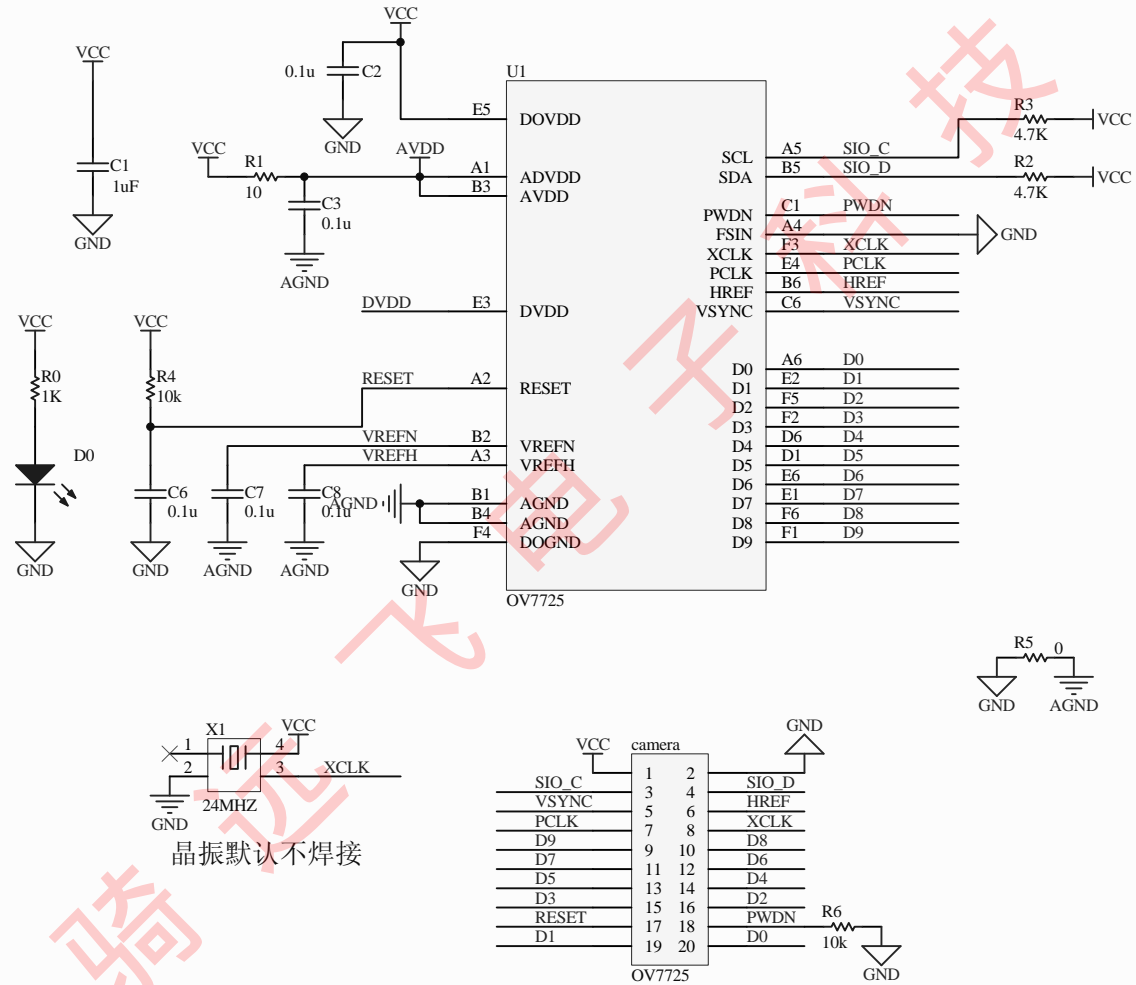 VCC
VCC
C1
1uF
GND
0.1u
C2
GND
VCC
R1
10
AVDD
C3
0.1u
AGND
U1
E5 DOVDD
A1 ADVDD
B3 AVDD
DVDD E3 DVDD
RESET A2 RESET
VREFN B2 VREFN
VREFH A3 VREFH
B1 AGND
B4 AGND
F4 DOGND
AGND
GND
OV7725
SCL A5 SIO_C
SDA B5 SIO_D
PWDN C1 PWDN
FSIN A4
XCLK F3 XCLK
PCLK E4 PCLK
HREF B6 HREF
VSYNC C6 VSYNC
D0 A6 D0
D1 E2 D1
D2 F5 D2
D3 F2 D3
D4 D6 D4
D5 D1 D5
D6 E6 D6
D7 E1 D7
D8 F6 D8
D9 F1 D9
R3
4.7K
VCC
R2
4.7K
VCC
GND
VCC
R0
1K
D0
GND
VCC
R4
10k
C6
0.1u
GND
C7
0.1u
AGND
C8
0.1u
AGND
R5 0
GND AGND
X1
1 4 VCC
2 3 XCLK
GND
24MHZ
晶振默认不焊接
VCC camera GND
1 2
SIO_C 3 4 SIO_D
VSYNC 5 6 HREF
PCLK 7 8 XCLK
D9 9 10 D8
D7 11 12 D6
D5 13 14 D4
D3 15 16 D2
RESET 17 18 PWDN
D1 19 20 D0
OV7725
R6
10k
GND
骑远飞电子科技